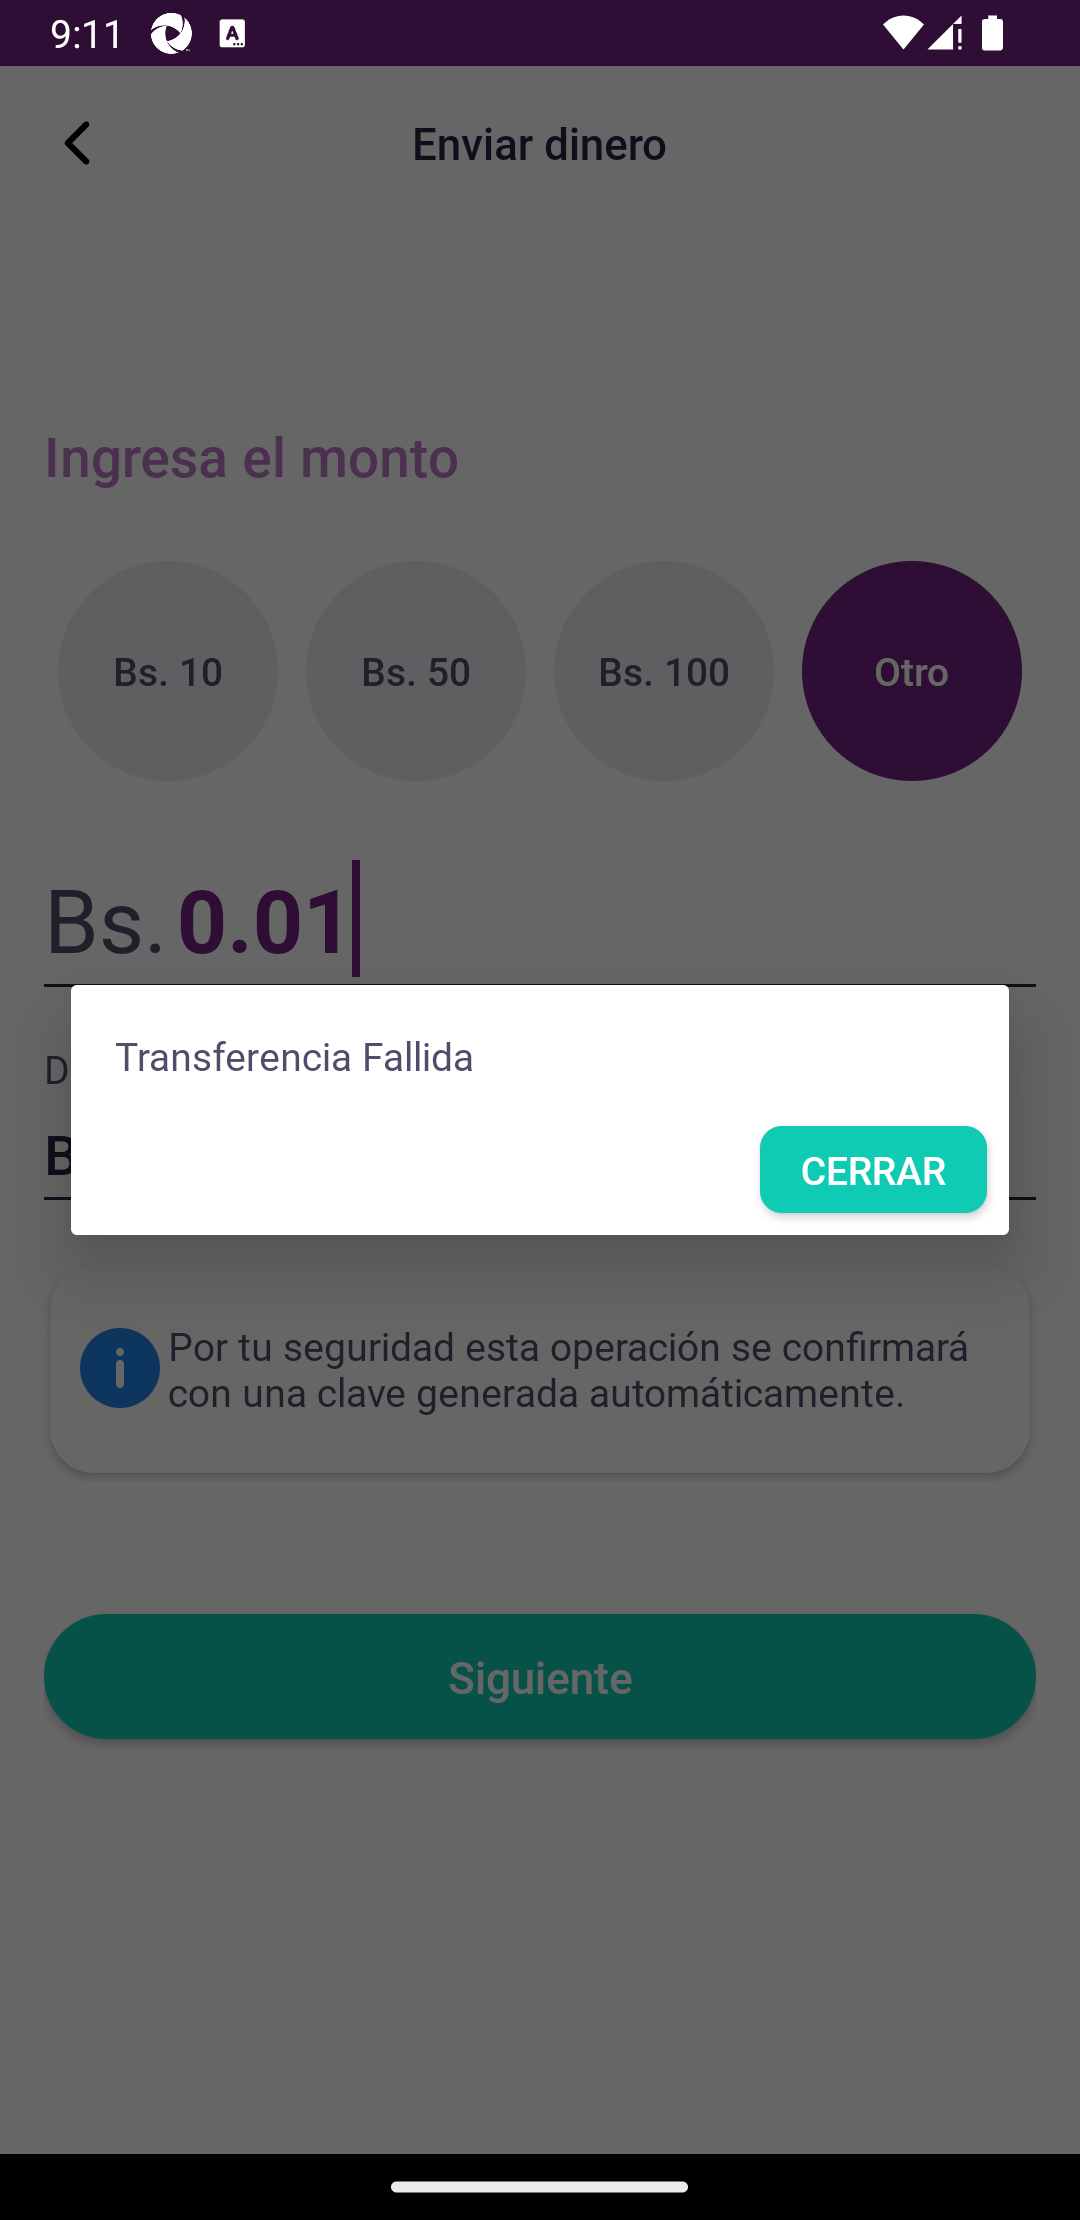 9:11
Enviar dinero
Ingresa el monto
Bs. 10
Bs. 50
Bs. 100
Otro
Bs. 0.01
Transferencia Fallida
CERRAR
Por tu seguridad esta operación se confirmará
con una clave generada automáticamente.
Siguiente